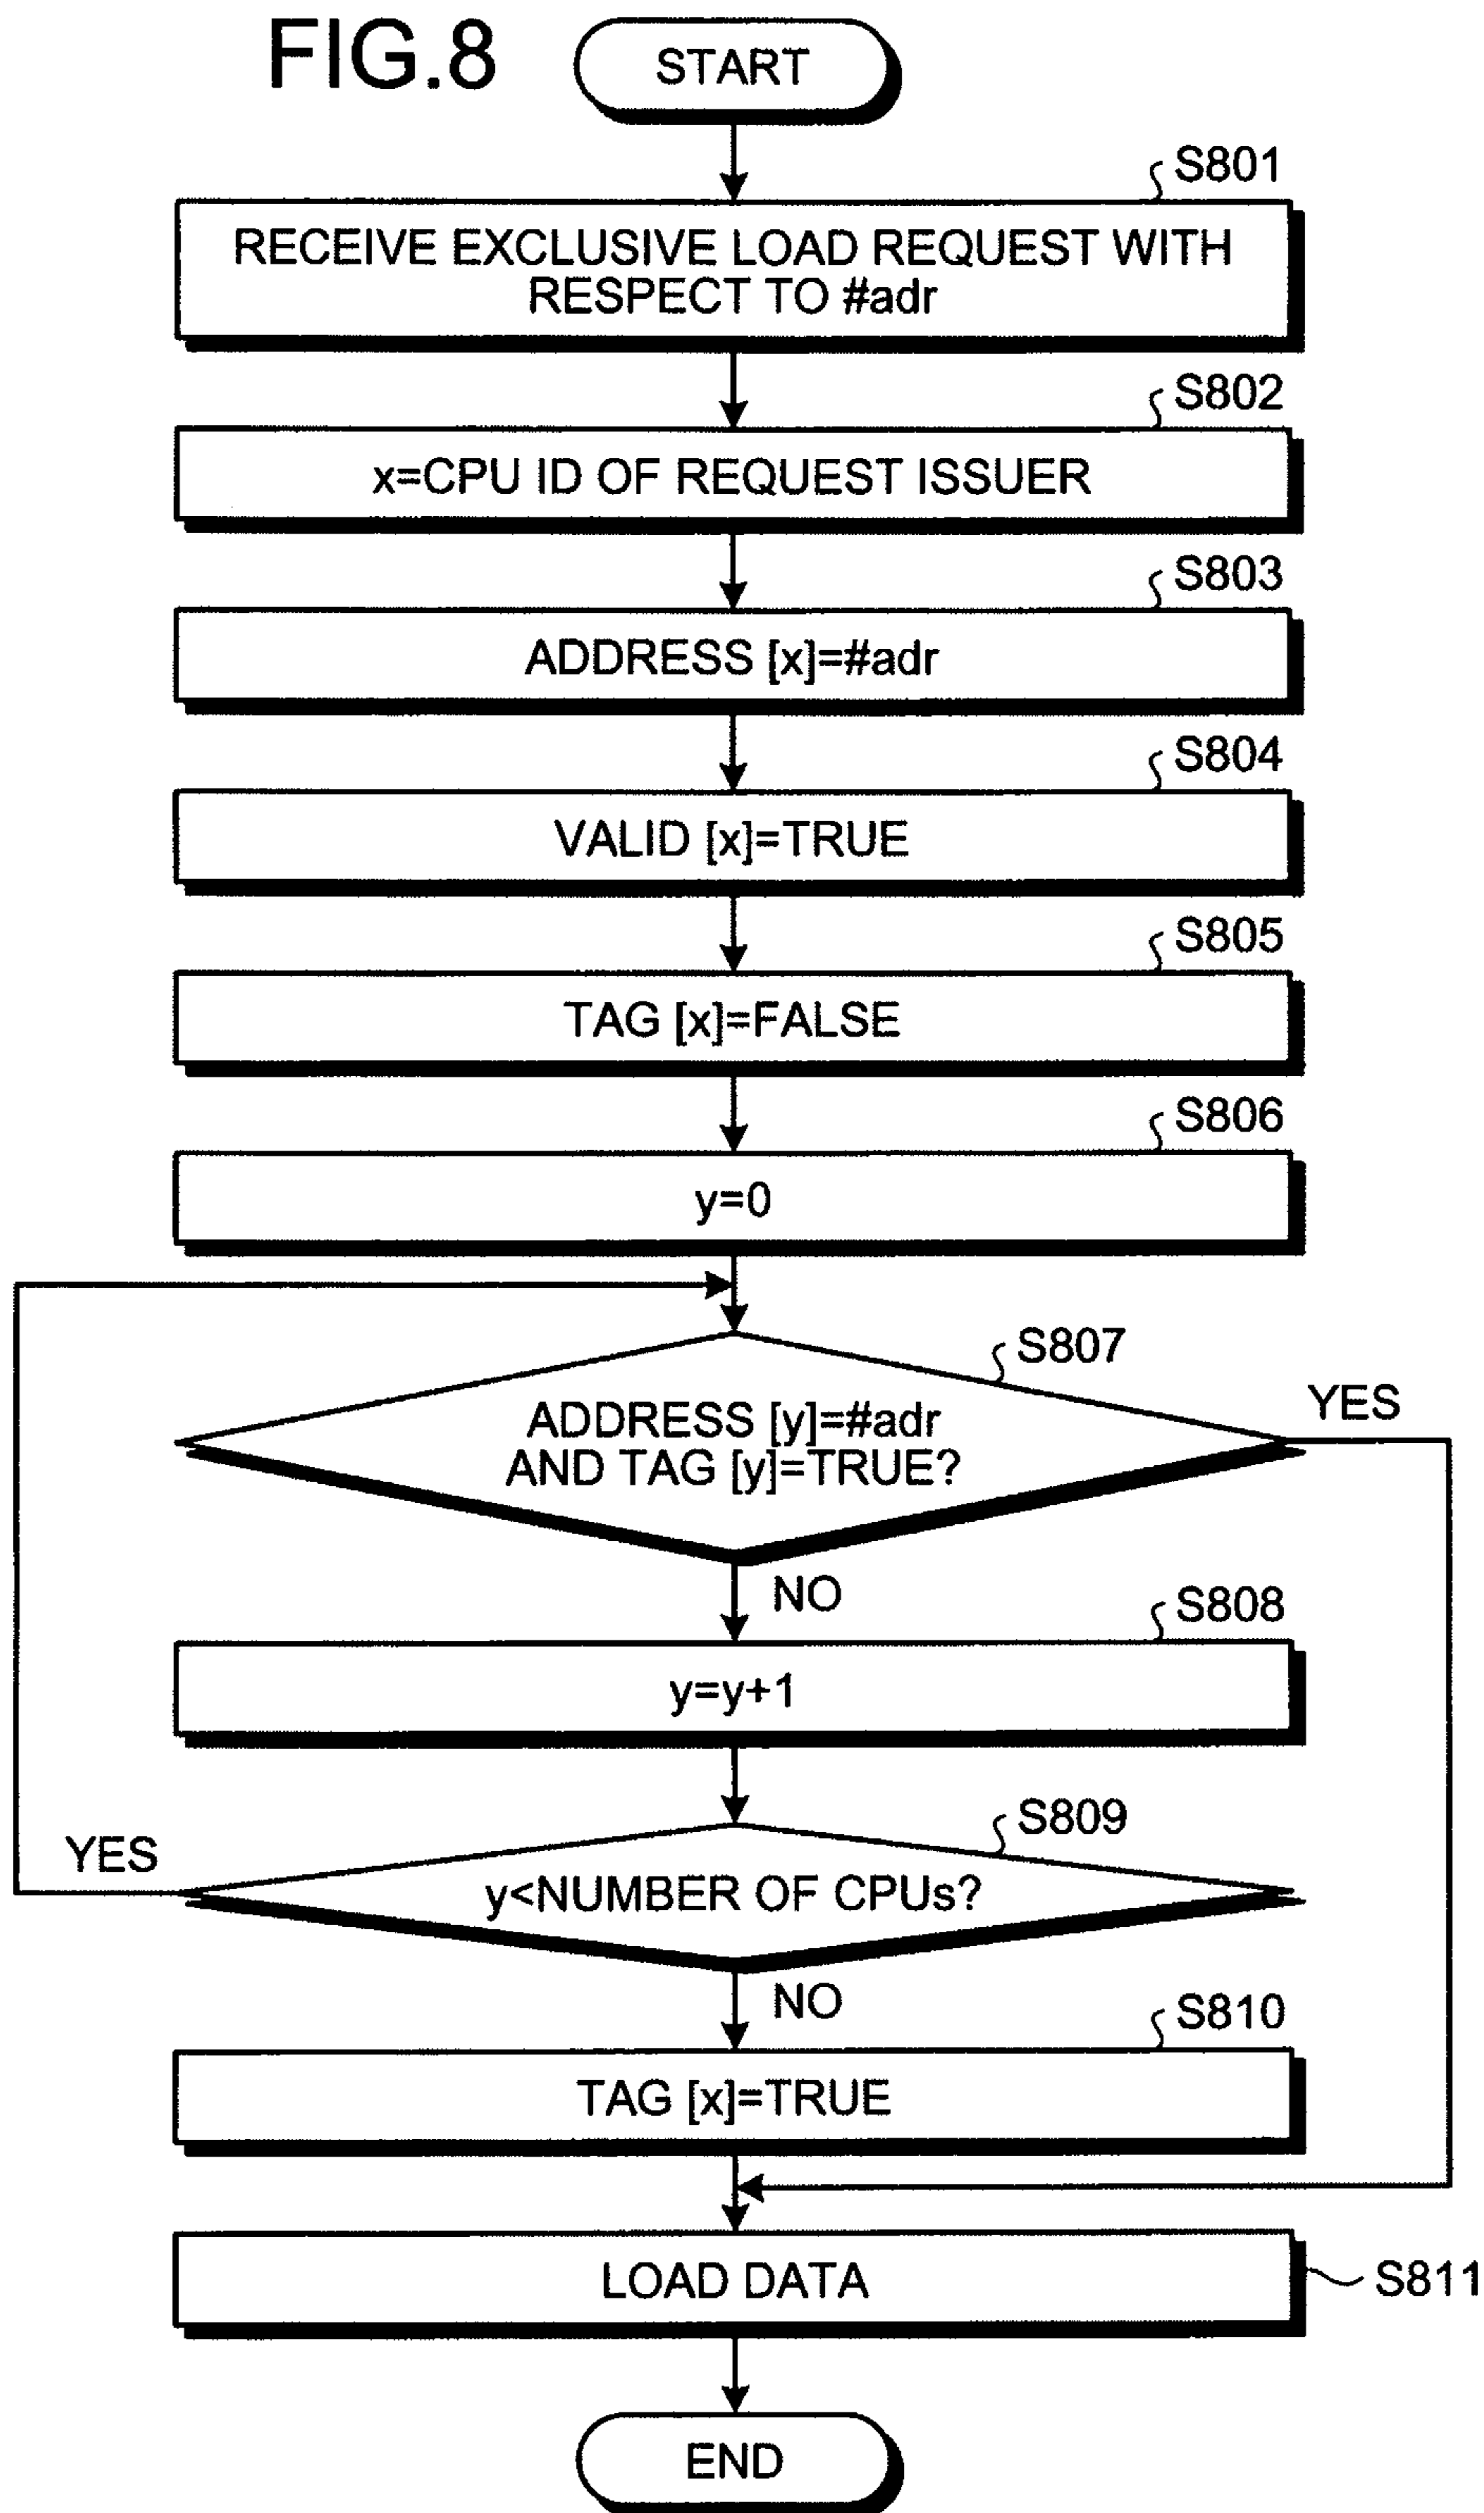 FIG.8
START
S801
RECEIVE EXCLUSIVE LOAD REQUEST WITH
RESPECT TO #adr
S802
x=CPU ID OF REQUEST ISSUER
S803
ADDRESS [x]=#adr
S804
VALID [x]=TRUE
S805
TAG [x]=FALSE
S806
y=0
S807
YES
ADDRESS [y]=#adr
AND TAG [y]=TRUE?
NO
S808
y=y+1
S809
YES
y<NUMBER OF CPUs?
NO
S810
TAG [x]=TRUE
LOAD DATA
S811
END